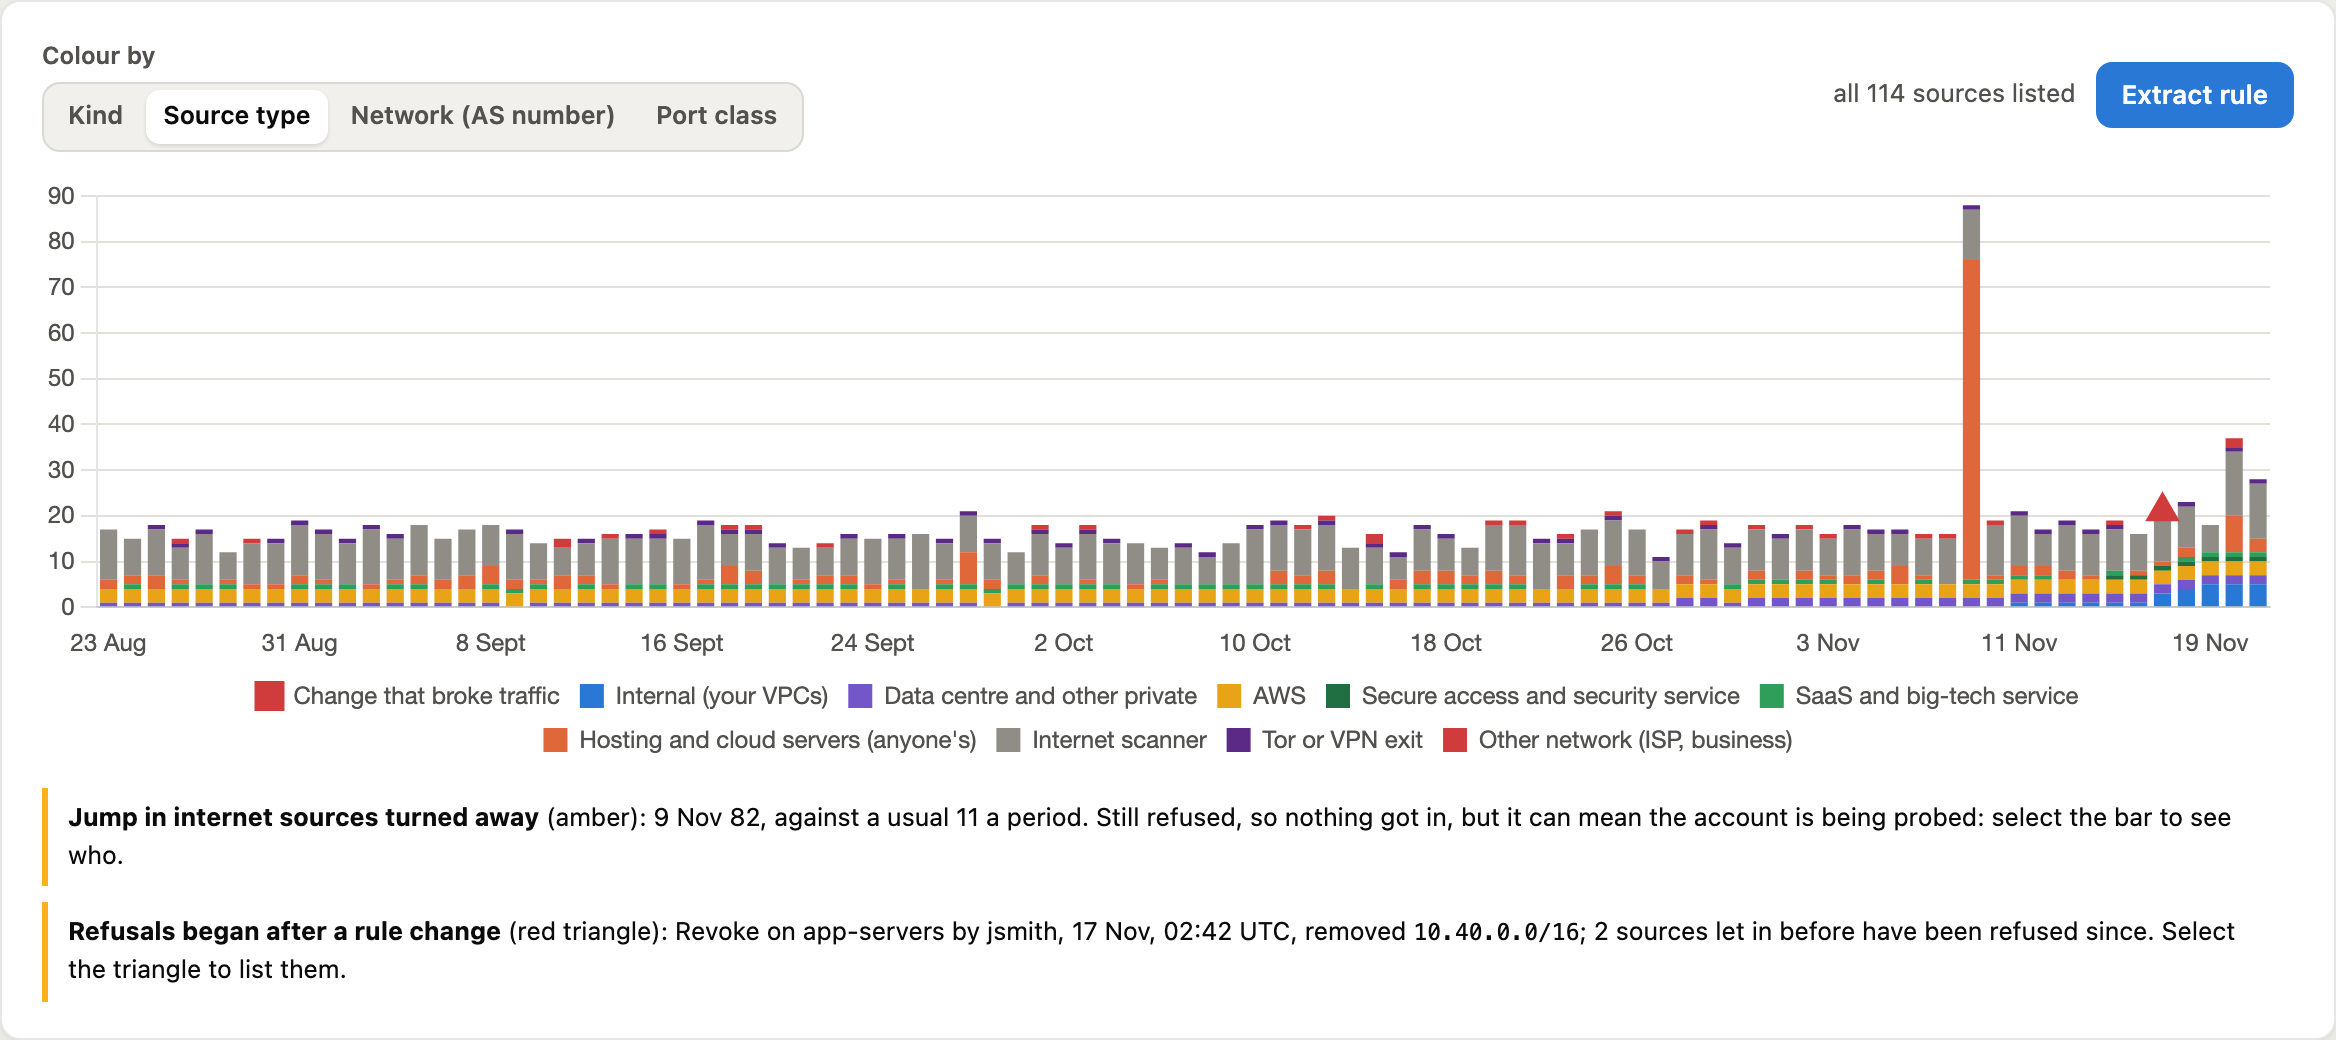 Colour by
Kind Source type Network (AS number) Port class
all 114 sources listed
Extract rule
90
80
70
60
50
40
30
20
10
0
23 Aug 31 Aug 8 Sept 16 Sept 24 Sept 2 Oct 10 Oct 18 Oct 26 Oct 3 Nov 11 Nov 19 Nov
Change that broke traffic Internal (your VPCs) Data centre and other private AWS Secure access and security service SaaS and big-tech service
Hosting and cloud servers (anyone's) Internet scanner Tor or VPN exit Other network (ISP, business)
Jump in internet sources turned away (amber): 9 Nov 82, against a usual 11 a period. Still refused, so nothing got in, but it can mean the account is being probed: select the bar to see
who.
Refusals began after a rule change (red triangle): Revoke on app-servers by jsmith, 17 Nov, 02:42 UTC, removed 10.40.0.0/16; 2 sources let in before have been refused since. Select
the triangle to list them.